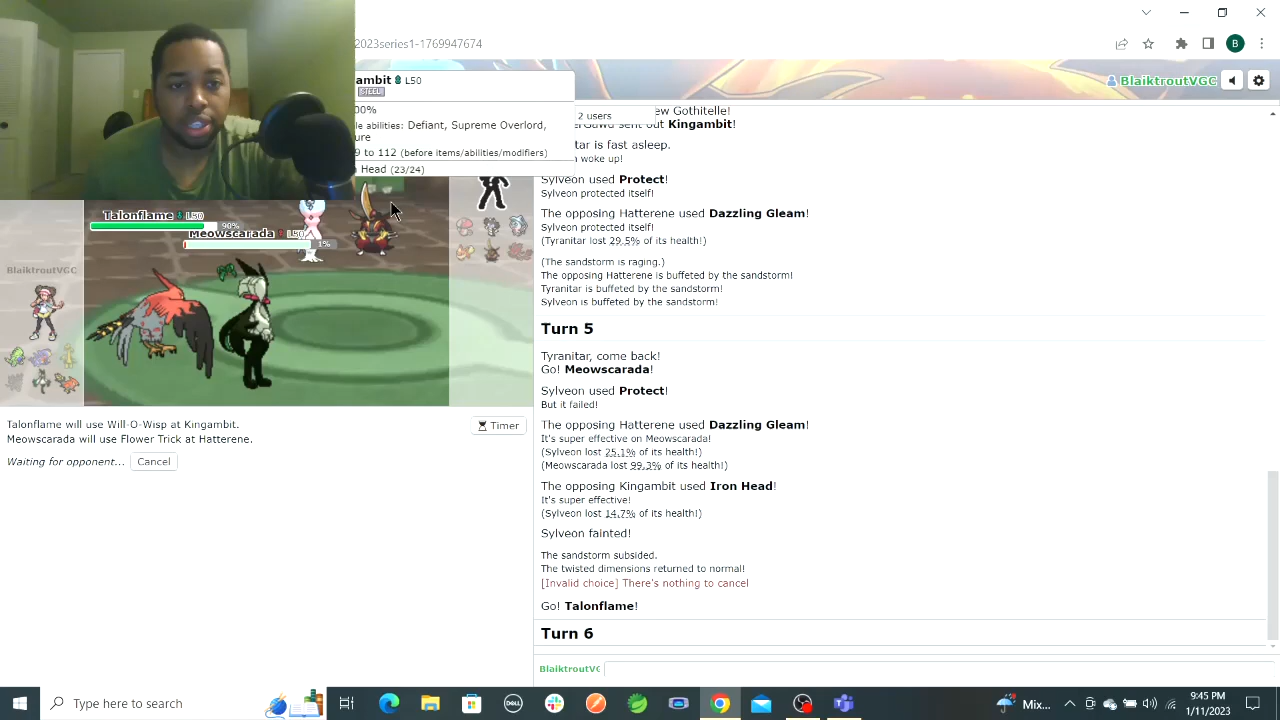 2023series1-1769947674
B
ambit L50
STEEL
00%
le abilities: Defiant, Supreme Overlord,
ure
9 to 112 (before items/abilities/modifiers)
n Head (23/24)
2 users
BlaiktroutVGC
ew Gothitelle!
out Kingambit!
tar is fast asleep.
n woke up!
Sylveon used Protect!
Sylveon protected itself!
The opposing Hatterene used Dazzling Gleam!
Sylveon protected itself!
(Tyranitar lost 29.5% of its health!)
(The sandstorm is raging.)
The opposing Hatterene is buffeted by the sandstorm!
Tyranitar is buffeted by the sandstorm!
Sylveon is buffeted by the sandstorm!
Turn 5
Tyranitar, come back!
Go! Meowscarada!
Sylveon used Protect!
But it failed!
The opposing Hatterene used Dazzling Gleam!
It's super effective on Meowscarada!
(Sylveon lost 25.1% of its health!)
(Meowscarada lost 99.3% of its health!)
The opposing Kingambit used Iron Head!
It's super effective!
(Sylveon lost 14.7% of its health!)
Sylveon fainted!
The sandstorm subsided.
The twisted dimensions returned to normal!
[Invalid choice] There's nothing to cancel
Go! Talonflame!
Turn 6
BlaiktroutVC
Talonflame L50
90%
Meowscarada L50
1%
BlaiktroutVGC
Talonflame will use Will-O-Wisp at Kingambit.
Meowscarada will use Flower Trick at Hatterene.
Waiting for opponent... Cancel
Timer
Type here to search
DELL
Mix...
9:45 PM
1/11/2023